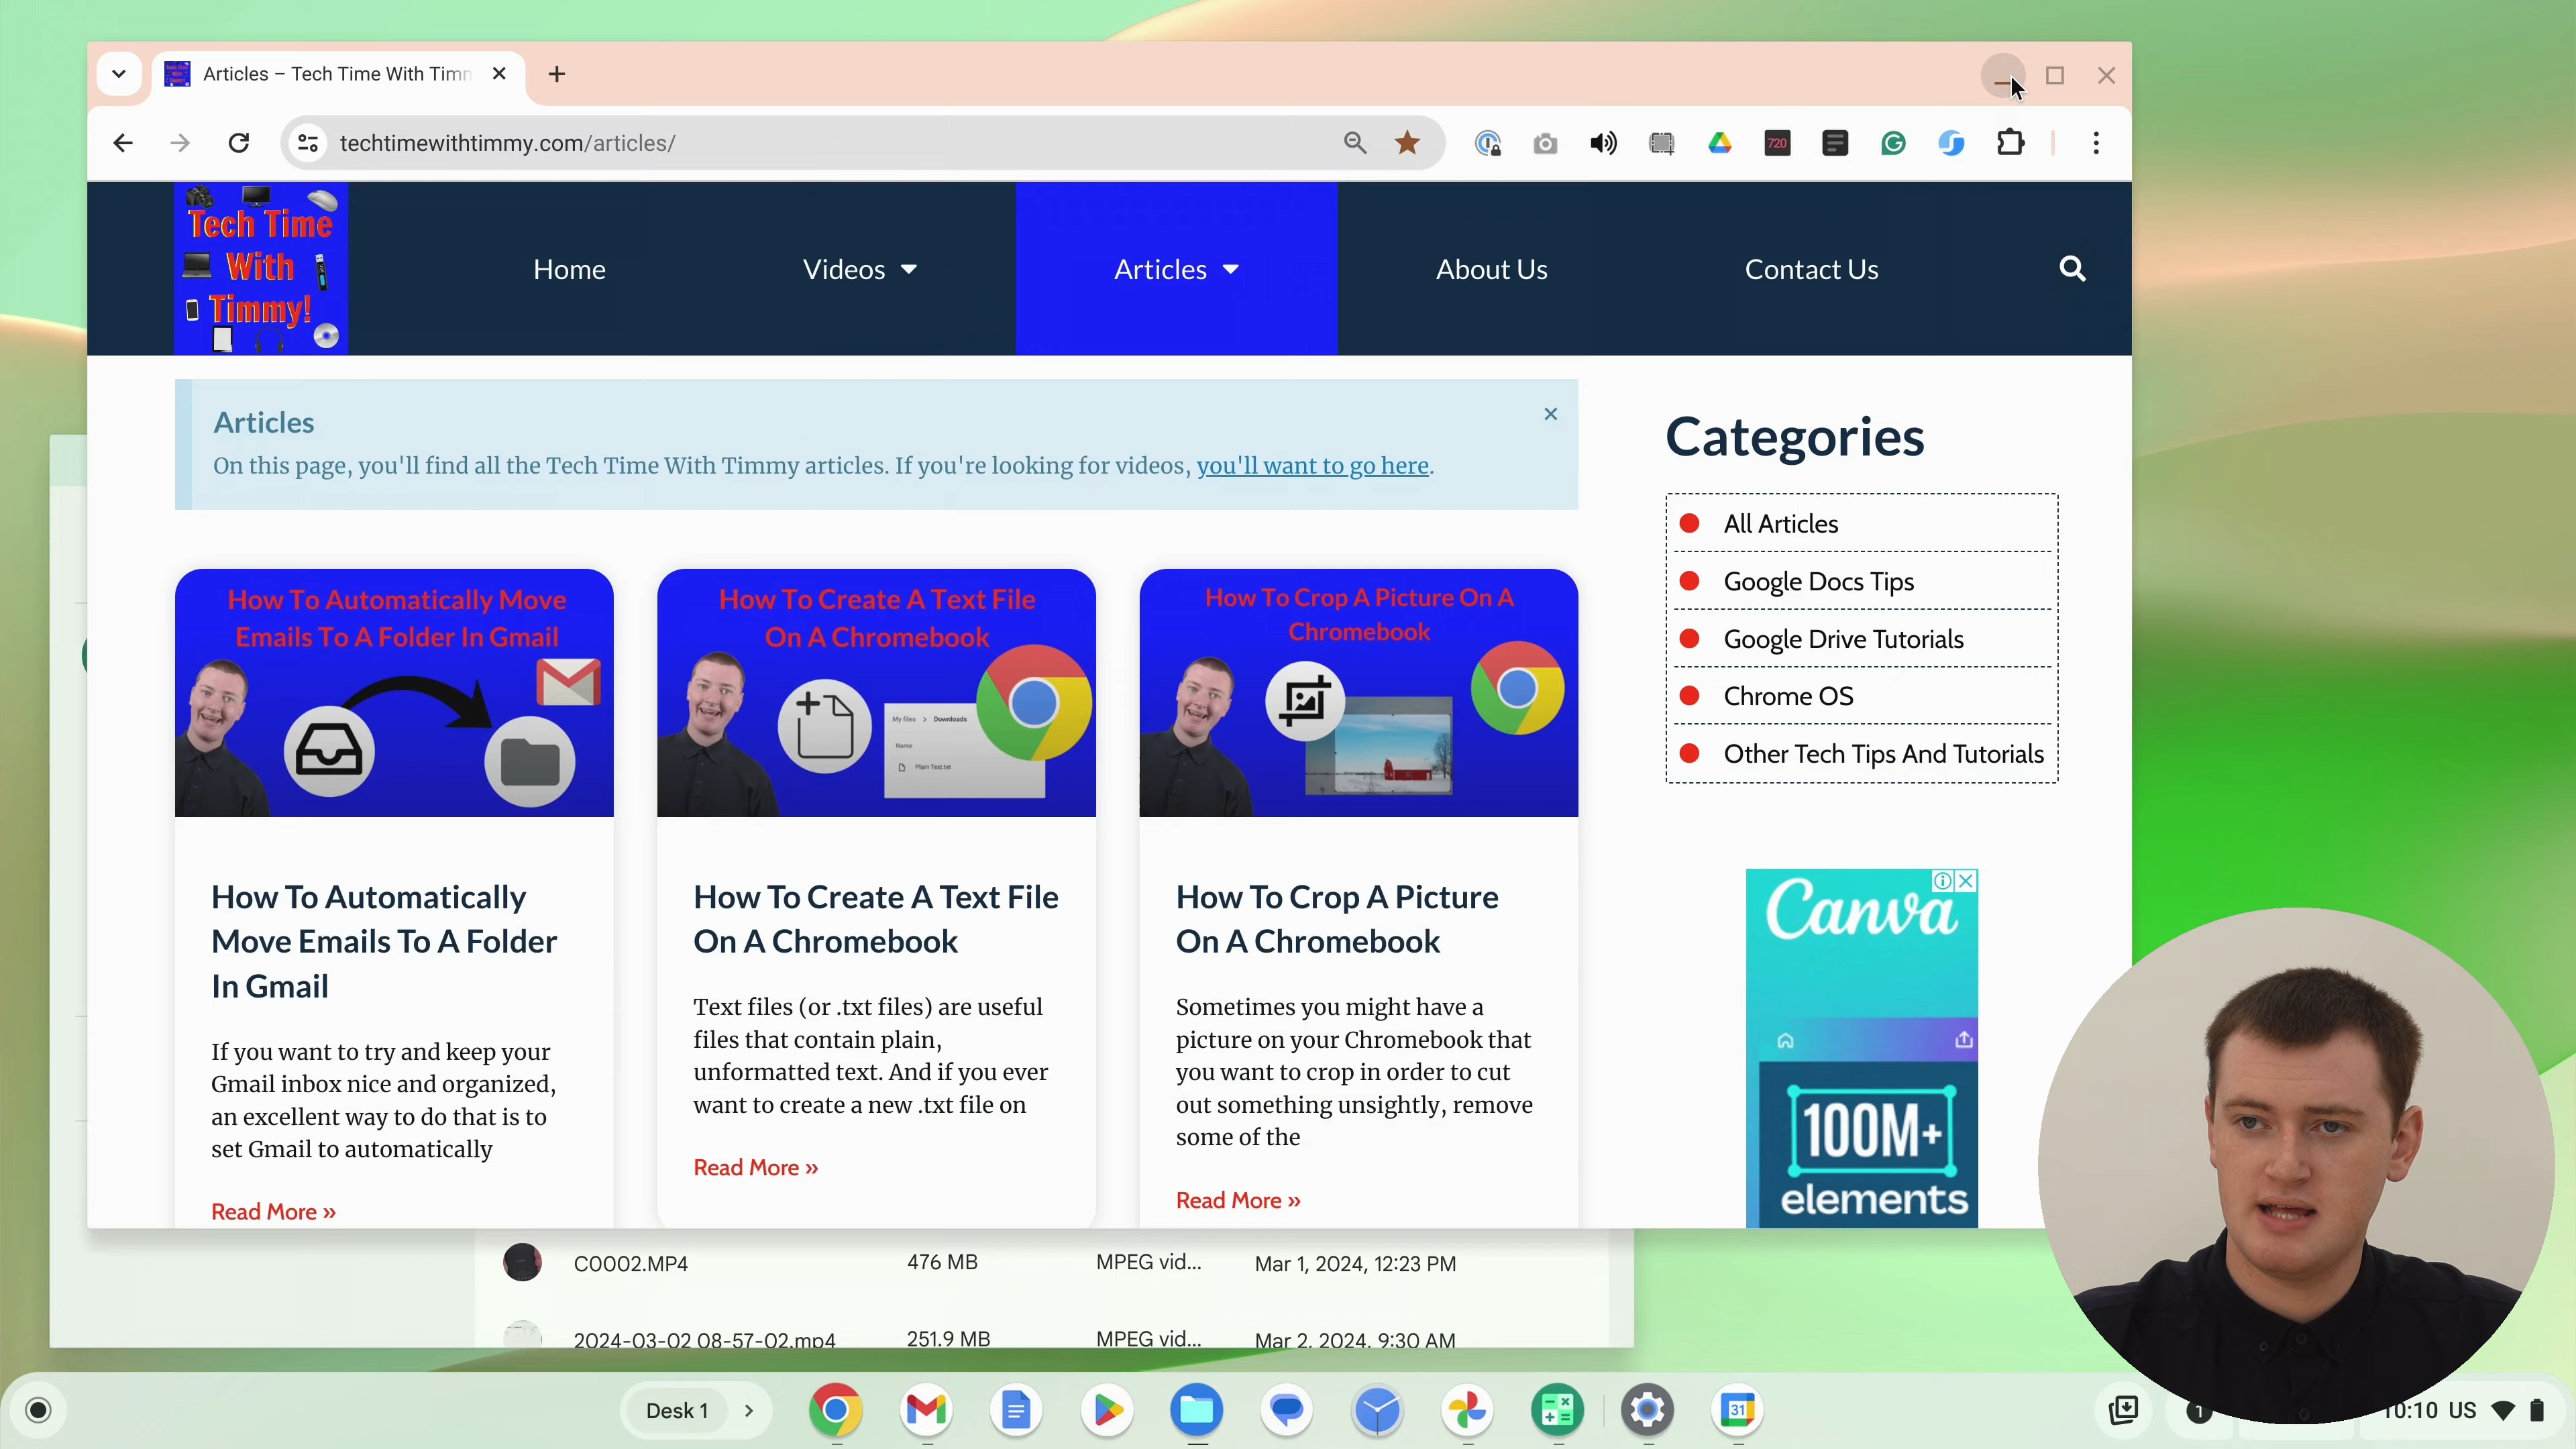 Articles – Tech Time With Timm
techtimewithtimmy.com/articles/
720
Tech Time
With
Timmy!
Home
Videos
Articles
About Us
Contact Us
Articles
On this page, you'll find all the Tech Time With Timmy articles. If you're looking for videos, you'll want to go here.
Categories
All Articles
Google Docs Tips
Google Drive Tutorials
Chrome OS
Other Tech Tips And Tutorials
How To Automatically Move
Emails To A Folder In Gmail
How To Automatically
Move Emails To A Folder
In Gmail
If you want to try and keep your
Gmail inbox nice and organized,
an excellent way to do that is to
set Gmail to automatically
Read More »
How To Create A Text File
On A Chromebook
My files > Downloads
Name
Plain Text.txt
How To Create A Text File
On A Chromebook
Text files (or .txt files) are useful
files that contain plain,
unformatted text. And if you ever
want to create a new .txt file on
Read More »
How To Crop A Picture On A
Chromebook
How To Crop A Picture
On A Chromebook
Sometimes you might have a
picture on your Chromebook that
you want to crop in order to cut
out something unsightly, remove
some of the
Read More »
Canva
100M+
elements
C0002.MP4 476 MB MPEG vid... Mar 1, 2024, 12:23 PM
2024-03-02 08-57-02.mp4 251.9 MB MPEG vid... Mar 2, 2024, 9:30 AM
Desk 1
31
1
10:10 US